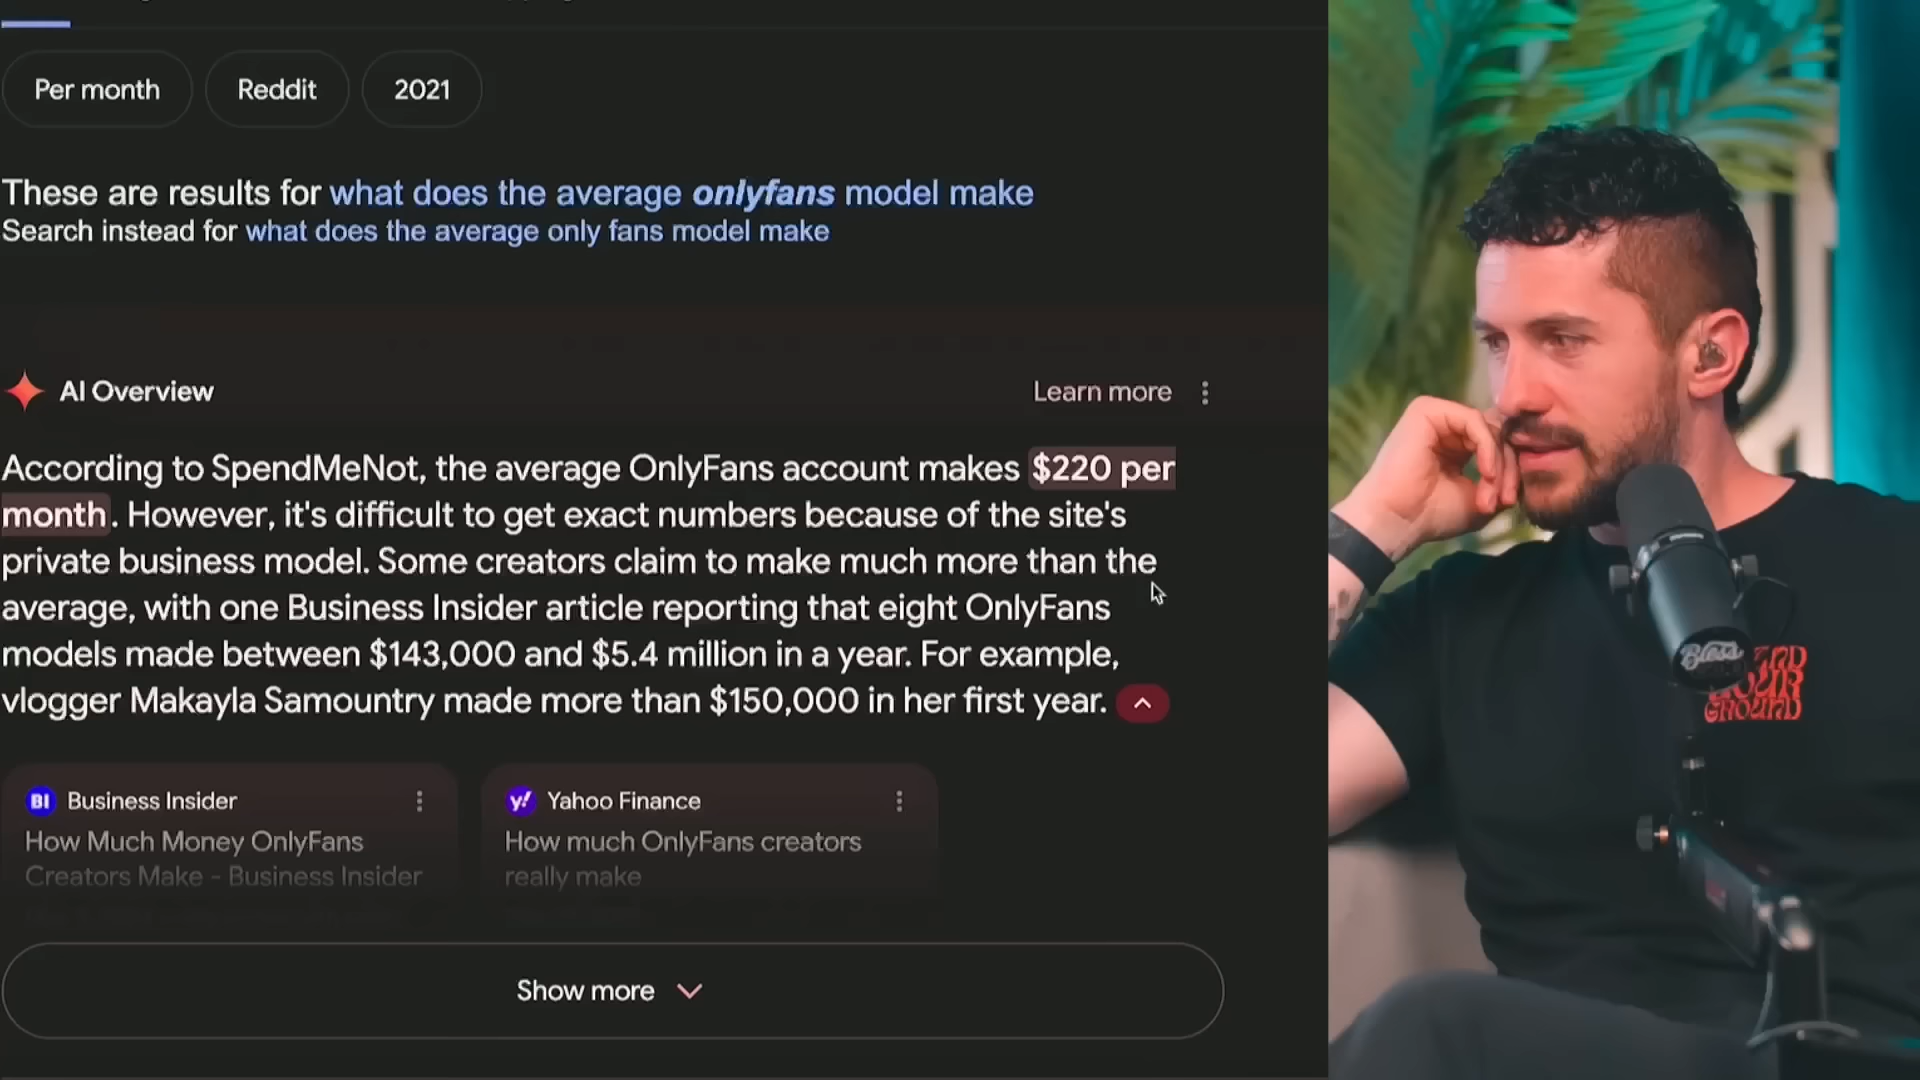 Per month
Reddit
2021
These are results for what does the average onlyfans model make
Search instead for what does the average only fans model make
AI Overview
Learn more
According to SpendMeNot, the average OnlyFans account makes $220 per
month. However, it's difficult to get exact numbers because of the site's
private business model. Some creators claim to make much more than the
average, with one Business Insider article reporting that eight OnlyFans
models made between $143,000 and $5.4 million in a year. For example,
vlogger Makayla Samountry made more than $150,000 in her first year.
BI Business Insider
How Much Money OnlyFans
Creators Make - Business Insider
y! Yahoo Finance
How much OnlyFans creators
really make
Show more
Bless
GROUND